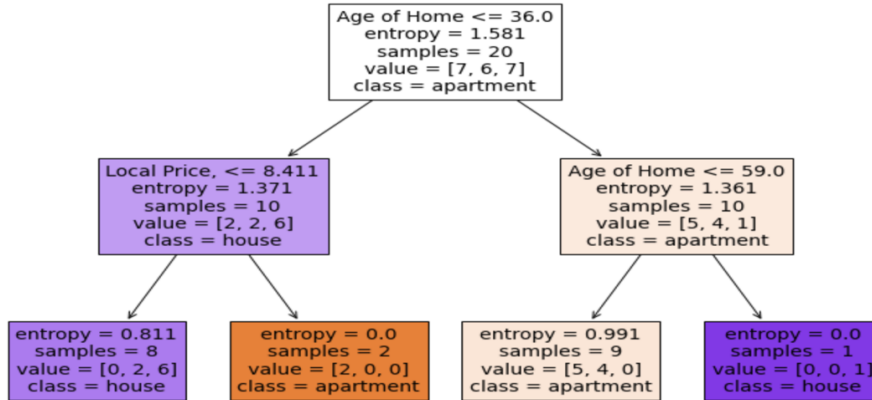 Age of Home <= 36.0
entropy = 1.581
samples = 20
value = [7, 6, 7]
class = apartment
Local Price, <= 8.411
entropy = 1.371
samples = 10
value = [2, 2, 6]
class = house
Age of Home <= 59.0
entropy = 1.361
samples = 10
value = [5, 4, 1]
class = apartment
entropy = 0.811
samples = 8
value = [0, 2, 6]
class = house
entropy = 0.0
samples = 2
value = [2, 0, 0]
class = apartment
entropy = 0.991
samples = 9
value = [5, 4, 0]
class = apartment
entropy = 0.0
samples = 1
value = [0, 0, 1]
class = house